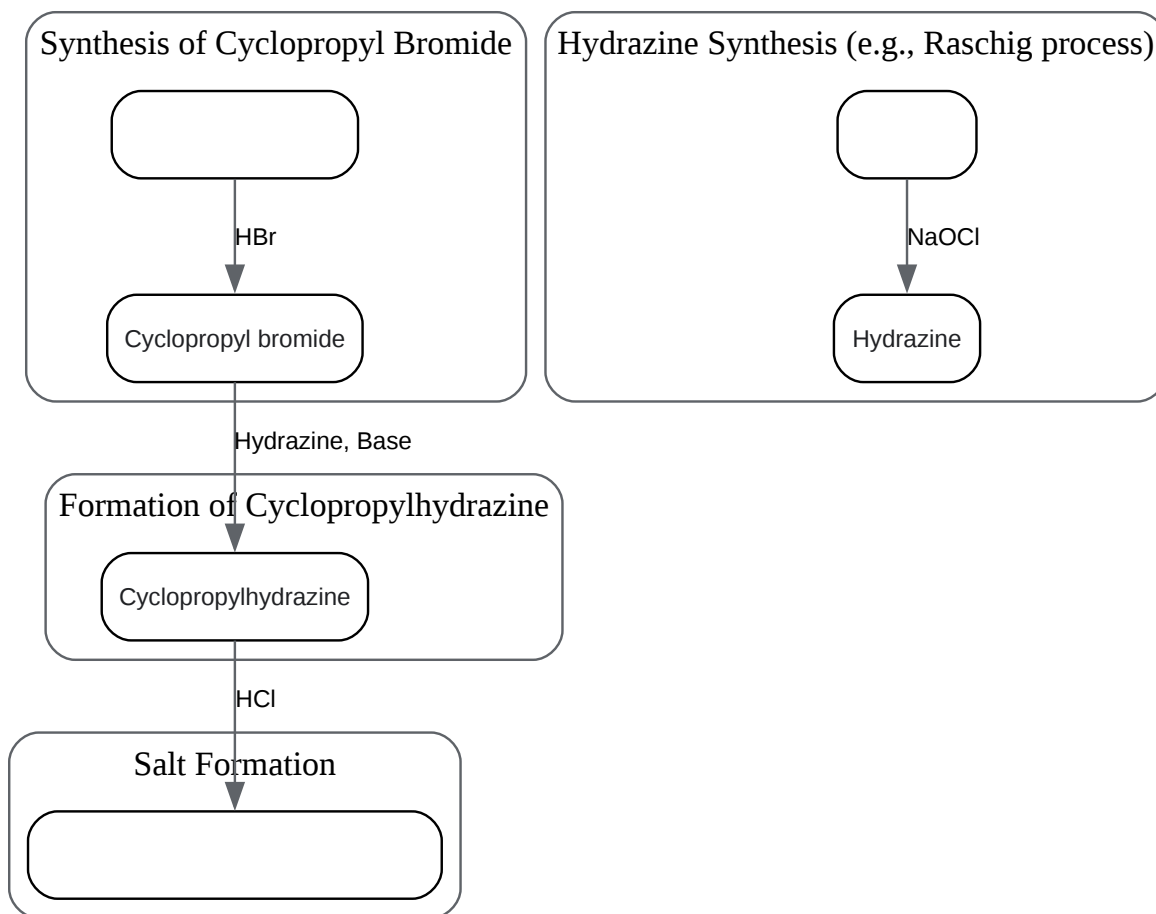 Synthesis of Cyclopropyl Bromide
HBr
Cyclopropyl bromide
Hydrazine Synthesis (e.g., Raschig process)
NaOCl
Hydrazine
Hydrazine, Base
Formation of Cyclopropylhydrazine
Cyclopropylhydrazine
HCl
Salt Formation